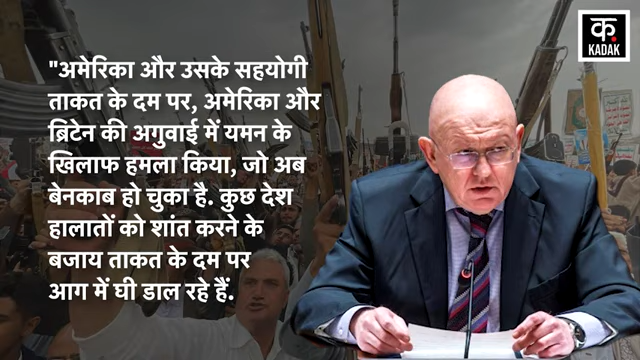 क.
KADAK
"अमेरिका और उसके सहयोगी
ताकत के दम पर, अमेरिका और
ब्रिटेन की अगुवाई में यमन के
खिलाफ हमला किया, जो अब
बेनकाब हो चुका है. कुछ देश
हालातों को शांत करने के
बजाय ताकत के दम पर
आग में घी डाल रहे हैं.